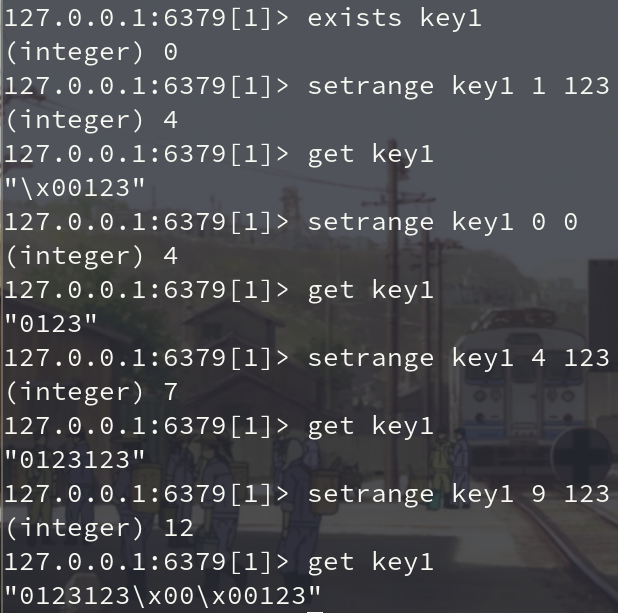 127.0.0.1:6379[1]> exists key1
(integer) 0
127.0.0.1:6379[1]> setrange key1 1 123
(integer) 4
127.0.0.1:6379[1]> get key1
"\x00123"
127.0.0.1:6379[1]> setrange key1 0 0
(integer) 4
127.0.0.1:6379[1]> get key1
"0123"
127.0.0.1:6379[1]> setrange key1 4 123
(integer) 7
127.0.0.1:6379[1]> get key1
"0123123"
127.0.0.1:6379[1]> setrange key1 9 123
(integer) 12
127.0.0.1:6379[1]> get key1
"0123123\x00\x00123"